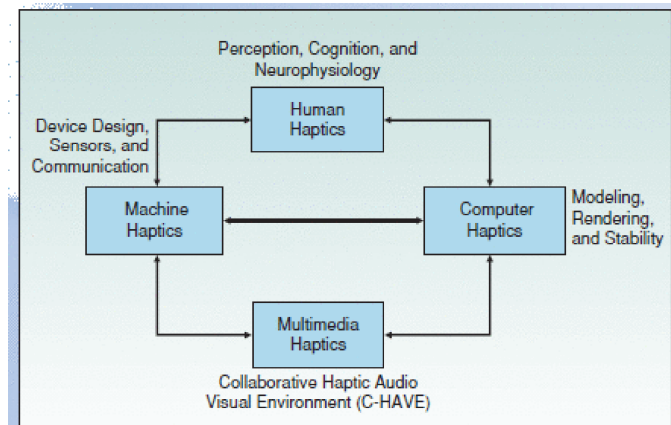 Perception, Cognition, and
Neurophysiology
Human
Haptics
Device Design,
Sensors, and
Communication
Machine
Haptics
Computer
Haptics
Modeling,
Rendering,
and Stability
Multimedia
Haptics
Collaborative Haptic Audio
Visual Environment (C-HAVE)